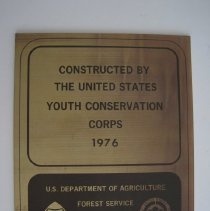 CONSTRUCTED BY
THE UNITED STATES
YOUTH CONSERVATION
CORPS
1976
U.S. DEPARTMENT OF AGRICULTURE
FOREST SERVICE